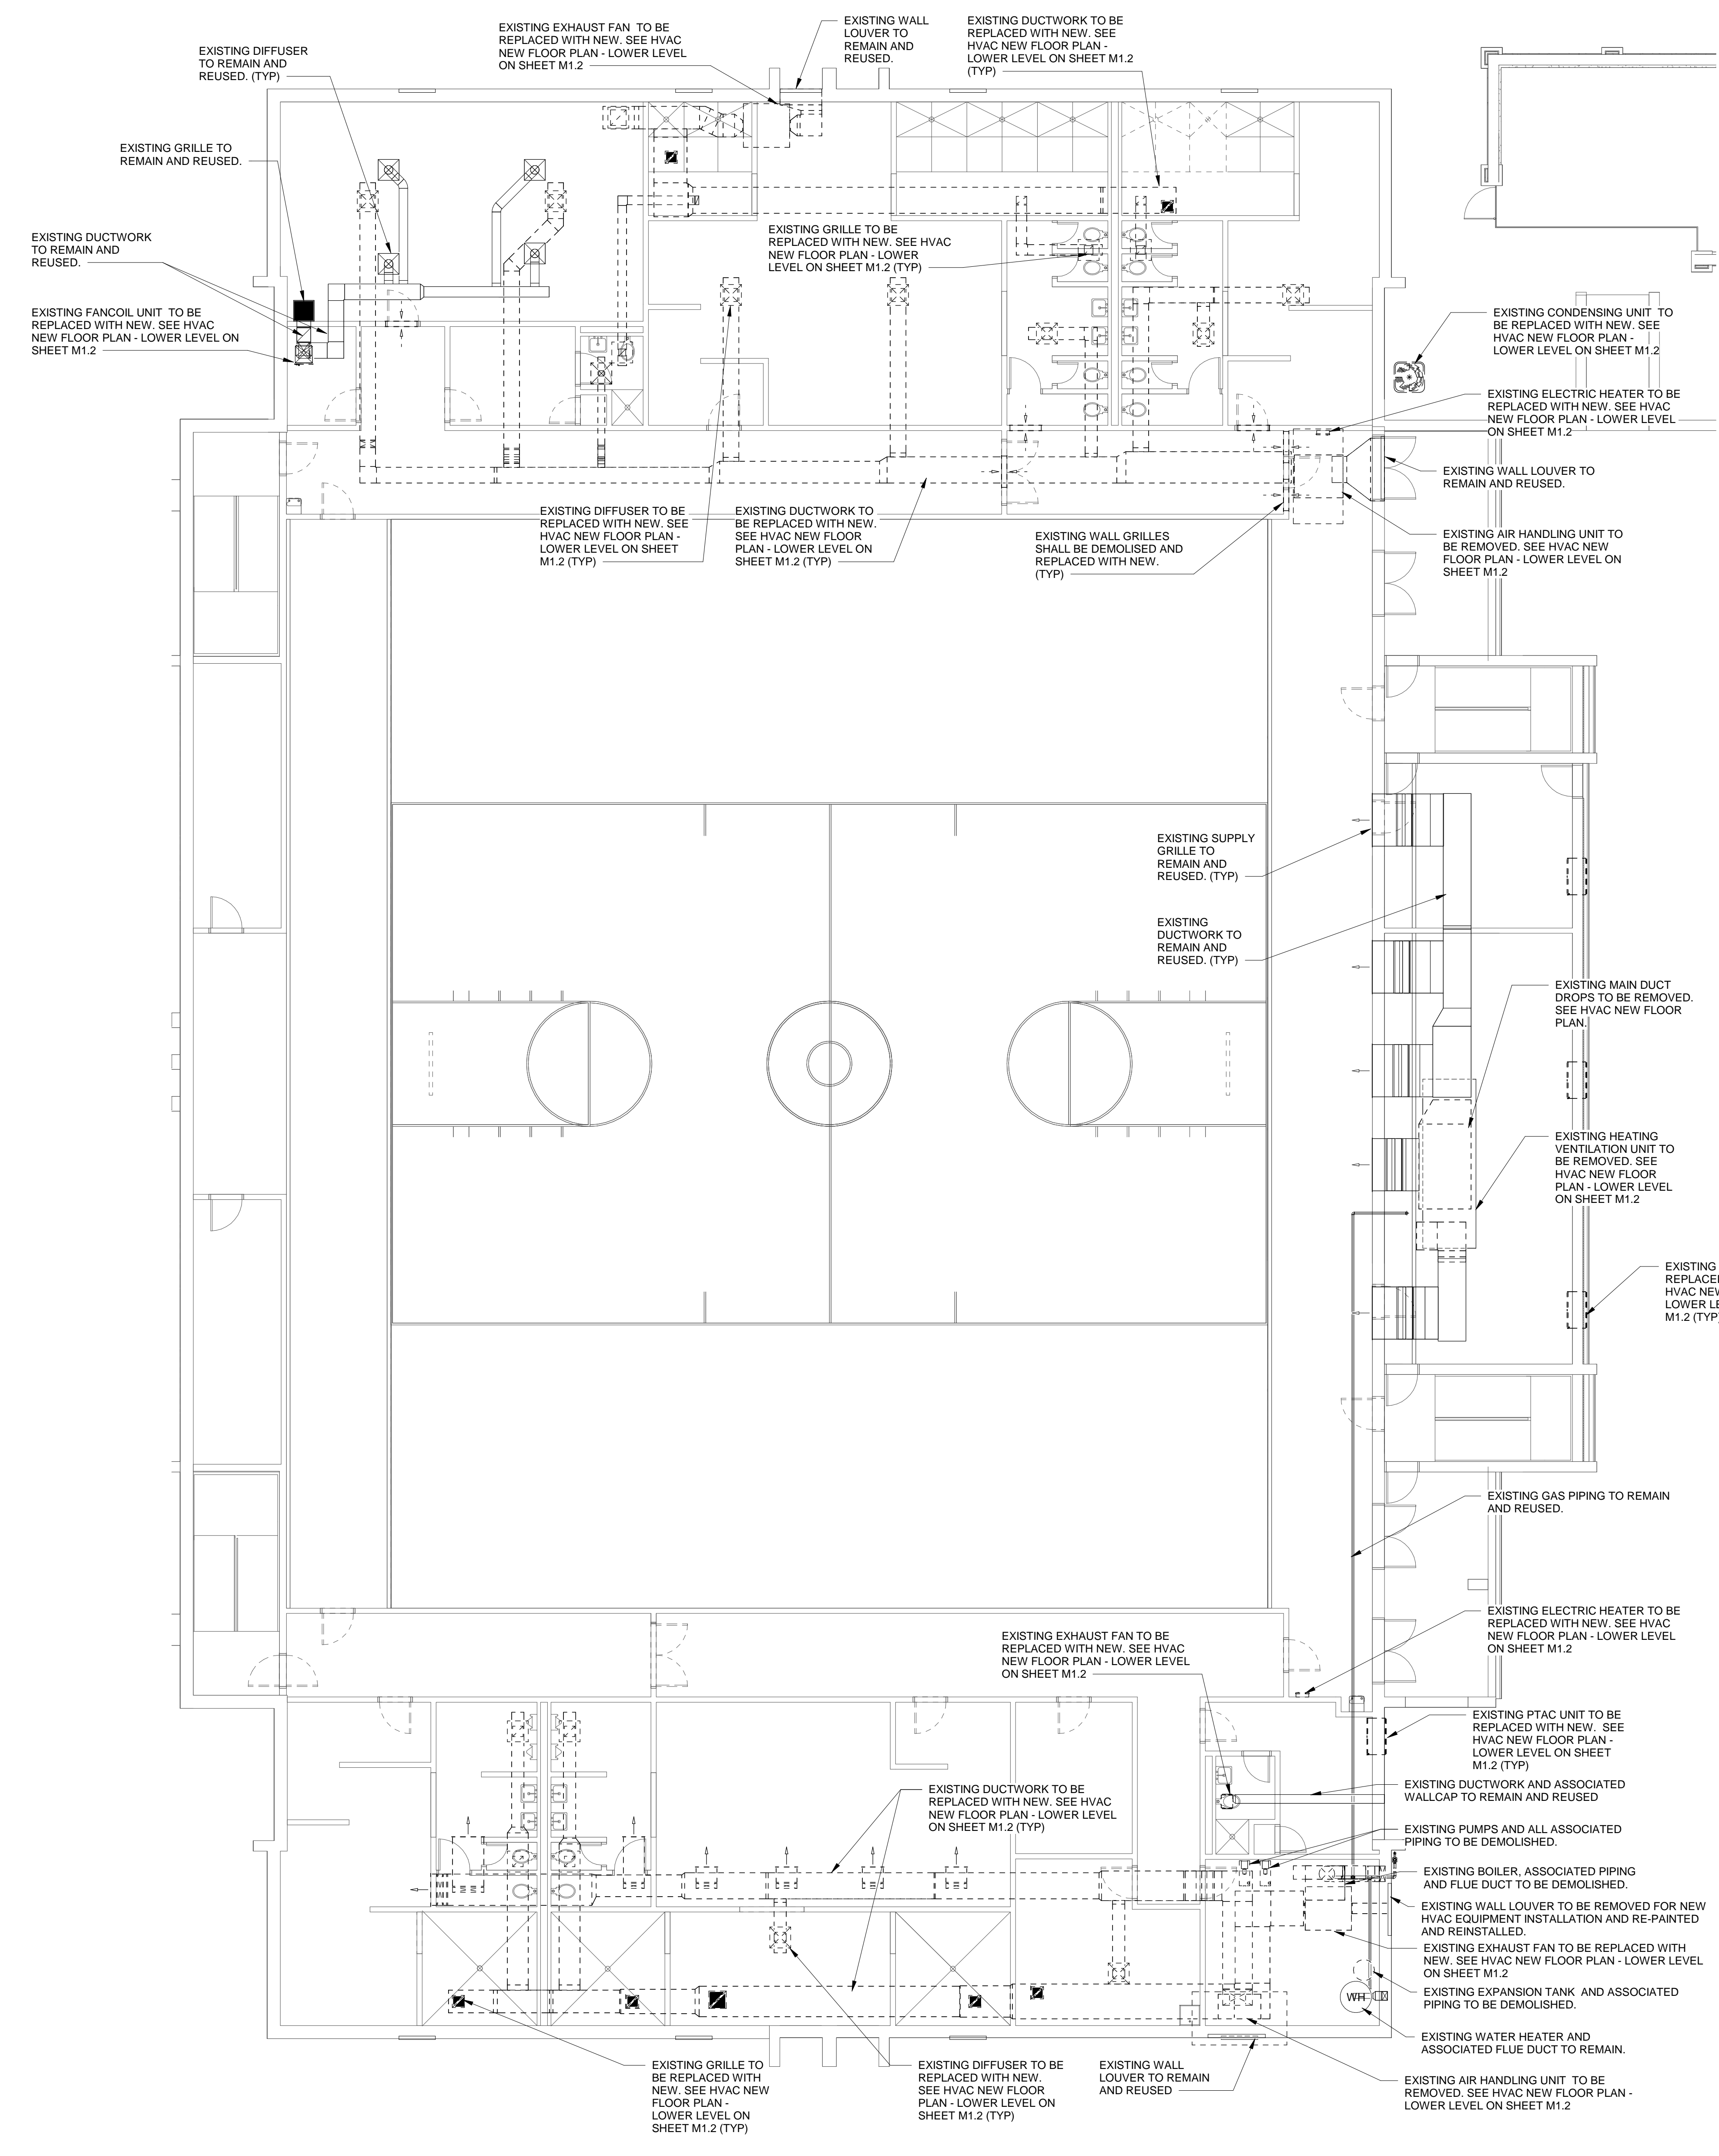 EXISTING EXHAUST FAN  TO BE
REPLACED WITH NEW. SEE HVAC
NEW FLOOR PLAN - LOWER LEVEL
ON SHEET M1.2
EXISTING WALL
LOUVER TO
REMAIN AND
REUSED.
EXISTING DUCTWORK TO BE
REPLACED WITH NEW. SEE
HVAC NEW FLOOR PLAN -
LOWER LEVEL ON SHEET M1.2
(TYP)
EXISTING DIFFUSER
TO REMAIN AND
REUSED. (TYP)
EXISTING GRILLE TO
REMAIN AND REUSED.
EXISTING DUCTWORK
TO REMAIN AND
REUSED.
EXISTING GRILLE TO BE
REPLACED WITH NEW. SEE HVAC
NEW FLOOR PLAN - LOWER
LEVEL ON SHEET M1.2 (TYP)
EXISTING FANCOIL UNIT  TO BE
REPLACED WITH NEW. SEE HVAC
NEW FLOOR PLAN - LOWER LEVEL ON
SHEET M1.2
EXISTING CONDENSING UNIT  TO
BE REPLACED WITH NEW. SEE
HVAC NEW FLOOR PLAN -
LOWER LEVEL ON SHEET M1.2
EXISTING ELECTRIC HEATER TO BE
REPLACED WITH NEW. SEE HVAC
NEW FLOOR PLAN - LOWER LEVEL
ON SHEET M1.2
EXISTING WALL LOUVER TO
REMAIN AND REUSED.
EXISTING DIFFUSER TO BE
REPLACED WITH NEW. SEE
HVAC NEW FLOOR PLAN -
LOWER LEVEL ON SHEET
M1.2 (TYP)
EXISTING DUCTWORK TO
BE REPLACED WITH NEW.
SEE HVAC NEW FLOOR
PLAN - LOWER LEVEL ON
SHEET M1.2 (TYP)
EXISTING WALL GRILLES
SHALL BE DEMOLISED AND
REPLACED WITH NEW.
(TYP)
EXISTING AIR HANDLING UNIT TO
BE REMOVED. SEE HVAC NEW
FLOOR PLAN - LOWER LEVEL ON
SHEET M1.2
EXISTING SUPPLY
GRILLE TO
REMAIN AND
REUSED. (TYP)
EXISTING
DUCTWORK TO
REMAIN AND
REUSED. (TYP)
EXISTING MAIN DUCT
DROPS TO BE REMOVED.
SEE HVAC NEW FLOOR
PLAN.
EXISTING HEATING
VENTILATION UNIT TO
BE REMOVED. SEE
HVAC NEW FLOOR
PLAN - LOWER LEVEL
ON SHEET M1.2
EXISTING
REPLACE
HVAC NEW
LOWER LE
M1.2 (TYP
EXISTING GAS PIPING TO REMAIN
AND REUSED.
EXISTING ELECTRIC HEATER TO BE
REPLACED WITH NEW. SEE HVAC
NEW FLOOR PLAN - LOWER LEVEL
ON SHEET M1.2
EXISTING EXHAUST FAN TO BE
REPLACED WITH NEW. SEE HVAC
NEW FLOOR PLAN - LOWER LEVEL
ON SHEET M1.2
EXISTING PTAC UNIT TO BE
REPLACED WITH NEW.  SEE
HVAC NEW FLOOR PLAN -
LOWER LEVEL ON SHEET
M1.2 (TYP)
EXISTING DUCTWORK TO BE
REPLACED WITH NEW. SEE HVAC
NEW FLOOR PLAN - LOWER LEVEL
ON SHEET M1.2 (TYP)
EXISTING DUCTWORK AND ASSOCIATED
WALLCAP TO REMAIN AND REUSED
EXISTING PUMPS AND ALL ASSOCIATED
PIPING TO BE DEMOLISHED.
EXISTING BOILER, ASSOCIATED PIPING
AND FLUE DUCT TO BE DEMOLISHED.
EXISTING WALL LOUVER TO BE REMOVED FOR NEW
HVAC EQUIPMENT INSTALLATION AND RE-PAINTED
AND REINSTALLED.
EXISTING EXHAUST FAN TO BE REPLACED WITH
NEW. SEE HVAC NEW FLOOR PLAN - LOWER LEVEL
ON SHEET M1.2
EXISTING EXPANSION TANK  AND ASSOCIATED
PIPING TO BE DEMOLISHED.
WH
EXISTING WATER HEATER AND
ASSOCIATED FLUE DUCT TO REMAIN.
EXISTING GRILLE TO
BE REPLACED WITH
NEW. SEE HVAC NEW
FLOOR PLAN -
LOWER LEVEL ON
SHEET M1.2 (TYP)
EXISTING DIFFUSER TO BE
REPLACED WITH NEW.
SEE HVAC NEW FLOOR
PLAN - LOWER LEVEL ON
SHEET M1.2 (TYP)
EXISTING WALL
LOUVER TO REMAIN
AND REUSED
EXISTING AIR HANDLING UNIT  TO BE
REMOVED. SEE HVAC NEW FLOOR PLAN -
LOWER LEVEL ON SHEET M1.2